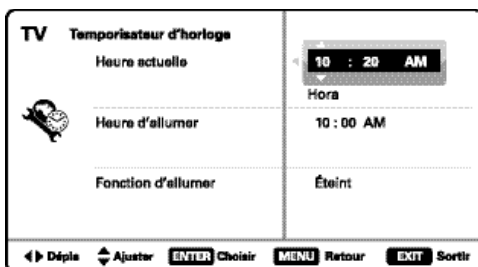 TV Temporisateur d'horloge
Heure actuelle 10 : 20 AM
Hora
Heure d'allumer 10 : 00 AM
Fonction d'allumer Éteint
Dépla Ajuster ENTER Choisir MENU Retour EXIT Sortir